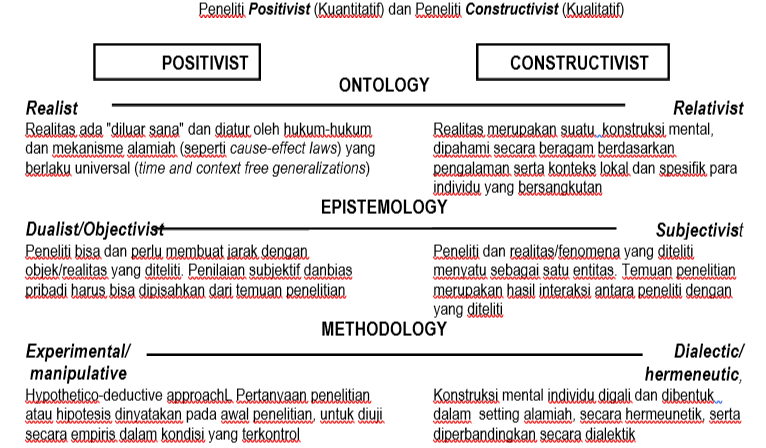 Peneliti Positivist (Kuantitatif) dan Peneliti Constructivist (Kualitatif)
POSITIVIST
CONSTRUCTIVIST
ONTOLOGY
Realist
Relativist
Realitas ada "diluar sana" dan diatur oleh hukum-hukum
dan mekanisme alamiah (seperti cause-effect laws) yang
berlaku universal (time and context free generalizations)
Realitas merupakan suatu konstruksi mental,
dipahami secara beragam berdasarkan
pengalaman serta konteks lokal dan spesifik para
individu yang bersangkutan
EPISTEMOLOGY
Dualist/Objectivist
Subjectivist
Peneliti bisa dan perlu membuat jarak dengan
objek/realitas yang diteliti. Penilaian subjektif danbias
pribadi harus bisa dipisahkan dari temuan penelitian
Peneliti dan realitas/fenomena yang diteliti
menyatu sebagai satu entitas. Temuan penelitian
merupakan hasil interaksi antara peneliti dengan
yang diteliti
METHODOLOGY
Experimental/
manipulative
Dialectic/
hermeneutic,
Hypothetico-deductive approachL Pertanyaan penelitian
atau hipotesis dinyatakan pada awal penelitian, untuk diuji
secara empiris dalam kondisi yang terkontrol
Konstruksi mental individu digali dan dibentuk
dalam setting alamiah, secara hermeunetik, serta
diperbandingkan secara dialektik